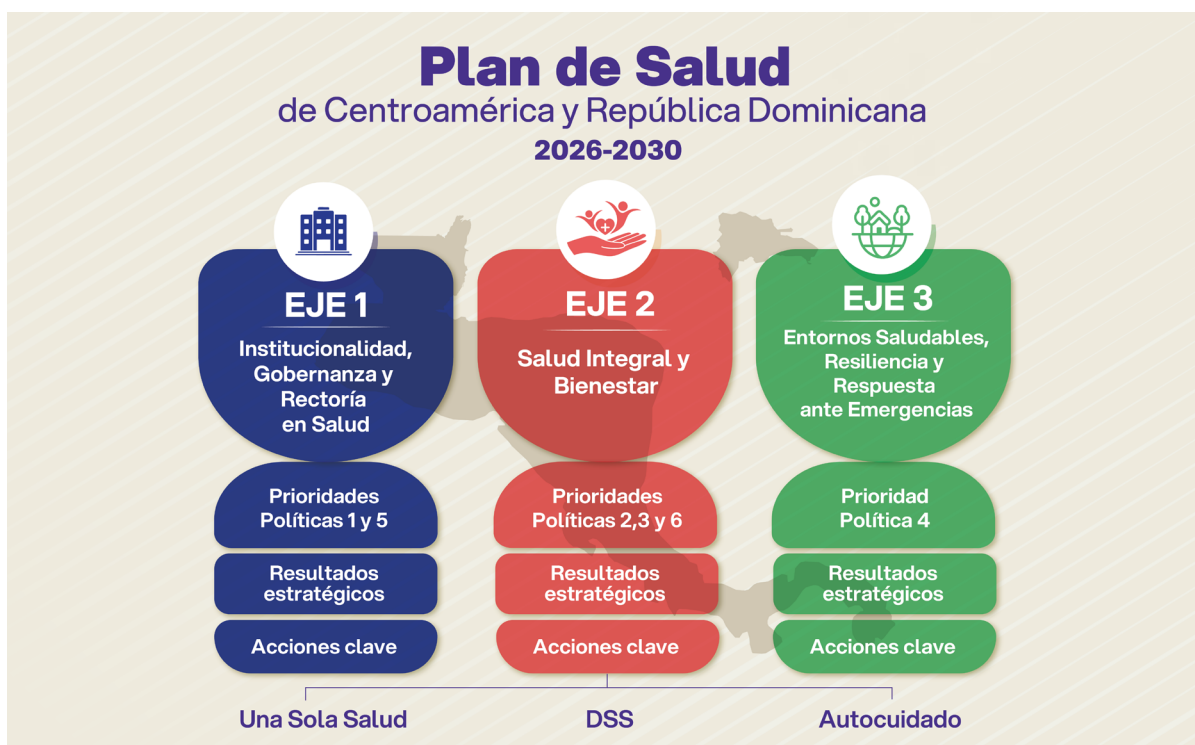 Plan de Salud
de Centroamérica y República Dominicana
2026-2030
EJE 1
Institucionalidad,
Gobernanza y
Rectoría
en Salud
Prioridades
Políticas 1 y 5
Resultados
estratégicos
Acciones clave
EJE 2
Salud Integral y
Bienestar
Prioridades
Políticas 2,3 y 6
Resultados
estratégicos
Acciones clave
EJE 3
Entornos Saludables,
Resiliencia y
Respuesta
ante Emergencias
Prioridad
Política 4
Resultados
estratégicos
Acciones clave
Una Sola Salud
DSS
Autocuidado